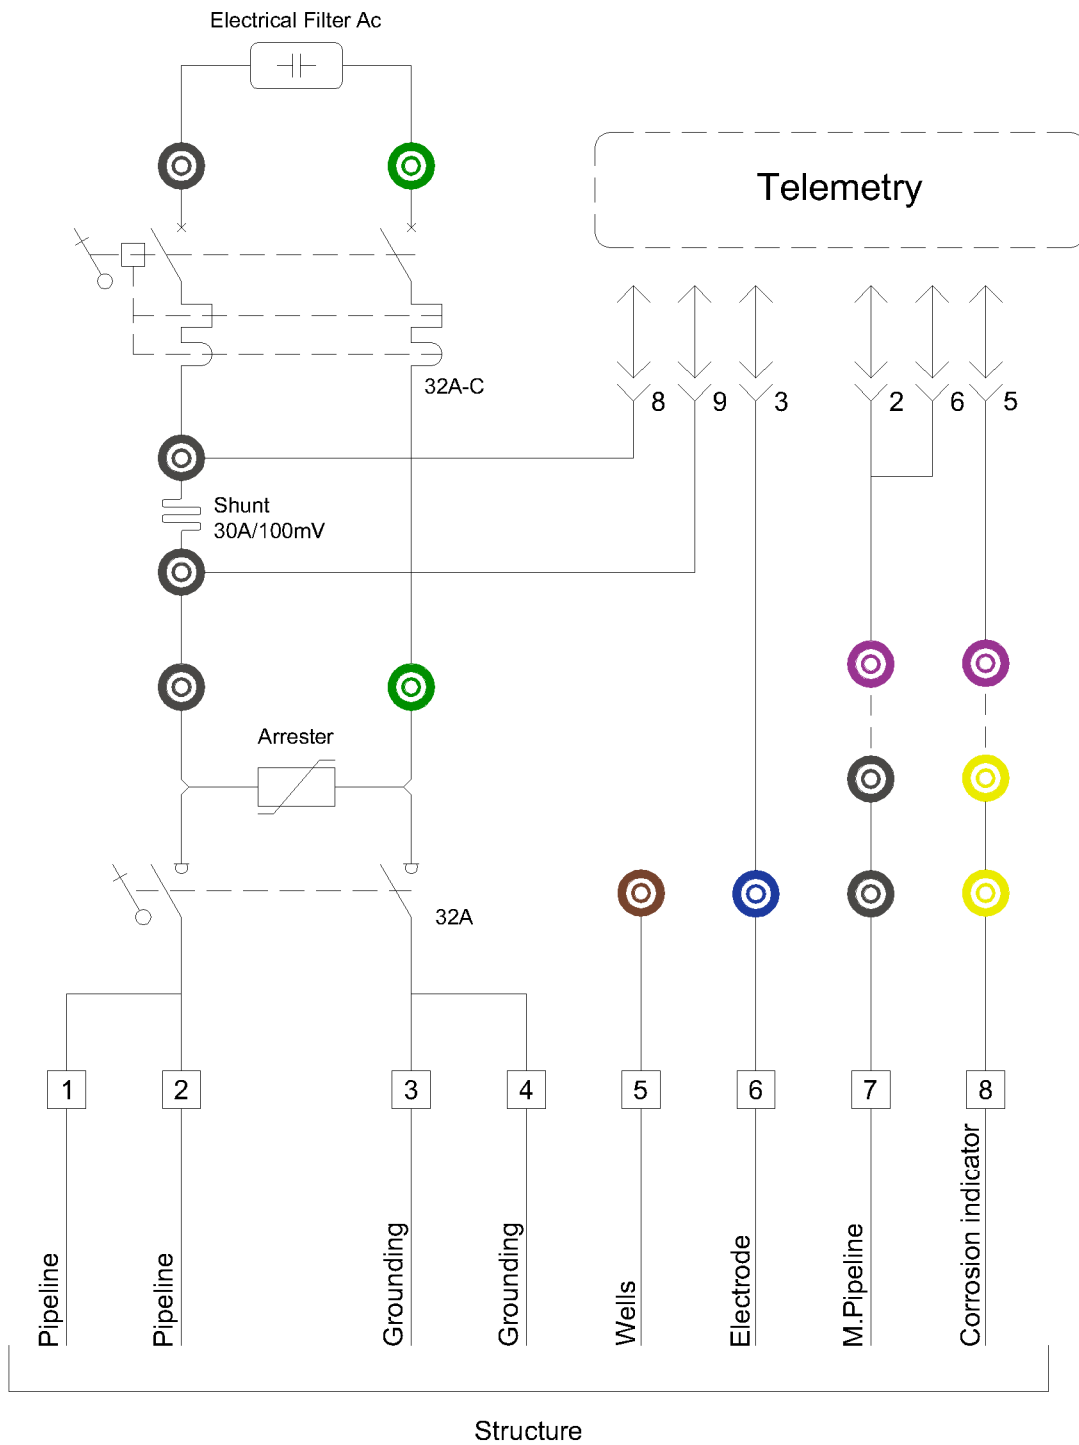 Electrical Filter Ac
Telemetry
32A-C
8 9 3 2 6 5
Shunt
30A/100mV
Arrester
32A
1 2 3 4 5 6 7 8
Pipeline
Pipeline
Grounding
Grounding
Wells
Electrode
M.Pipeline
Corrosion indicator
Structure